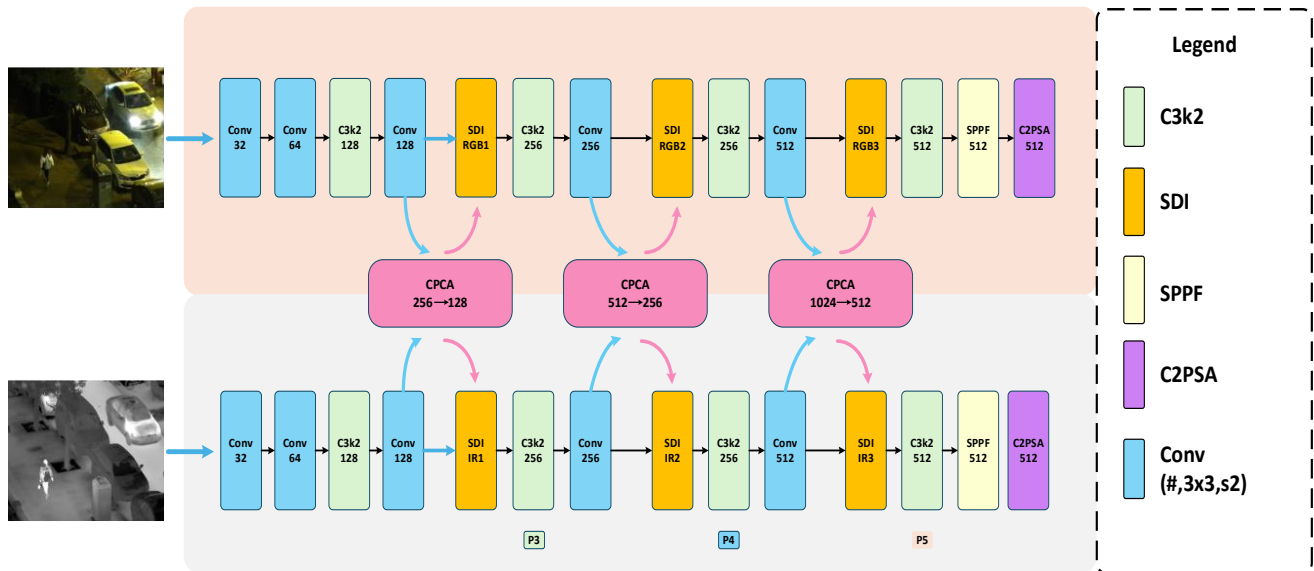 Conv
32
Conv
64
C3k2
128
Conv
128
SDI
RGB1
C3k2
256
Conv
256
SDI
RGB2
C3k2
256
Conv
512
SDI
RGB3
C3k2
512
SPPF
512
C2PSA
512
CPCA
256→128
CPCA
512→256
CPCA
1024→512
Conv
32
Conv
64
C3k2
128
Conv
128
SDI
IR1
C3k2
256
Conv
256
SDI
IR2
C3k2
256
Conv
512
SDI
IR3
C3k2
512
SPPF
512
C2PSA
512
P3
P4
P5
Legend
C3k2
SDI
SPPF
C2PSA
Conv
(#,3x3,s2)